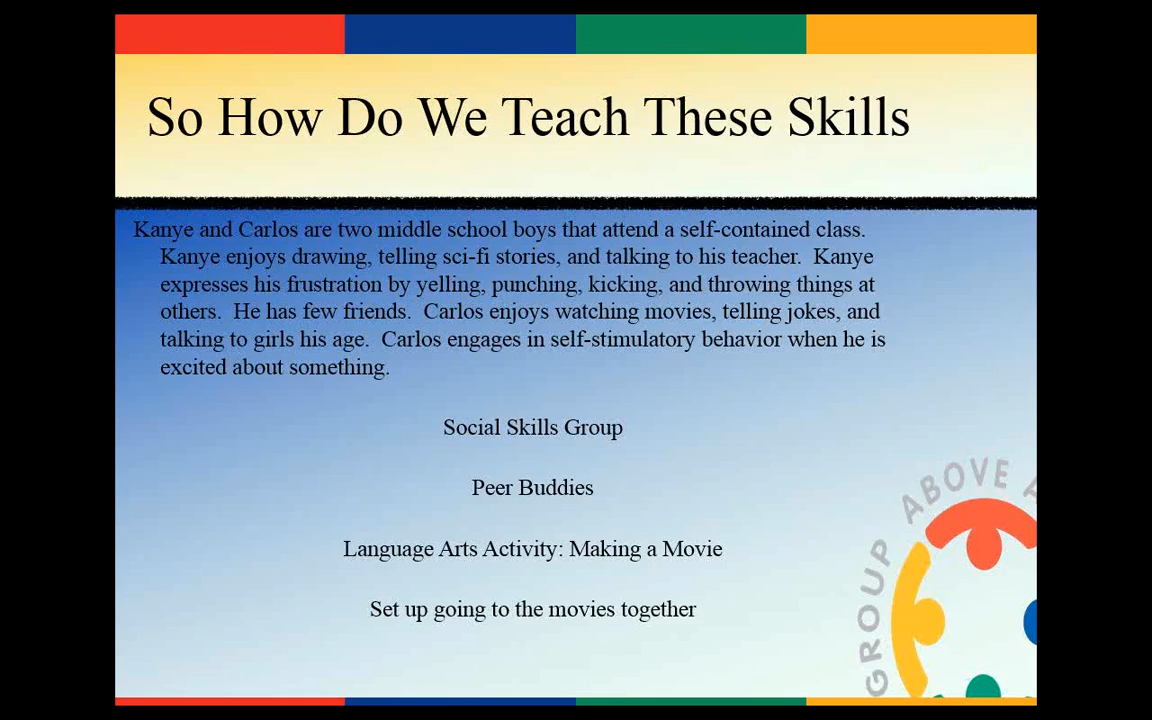 So How Do We Teach These Skills
Kanye and Carlos are two middle school boys that attend a self-contained class.
Kanye enjoys drawing, telling sci-fi stories, and talking to his teacher.  Kanye
expresses his frustration by yelling, punching, kicking, and throwing things at
others.  He has few friends.  Carlos enjoys watching movies, telling jokes, and
talking to girls his age.  Carlos engages in self-stimulatory behavior when he is
excited about something.
Social Skills Group
Peer Buddies
Language Arts Activity: Making a Movie
Set up going to the movies together
GROUP ABOVE